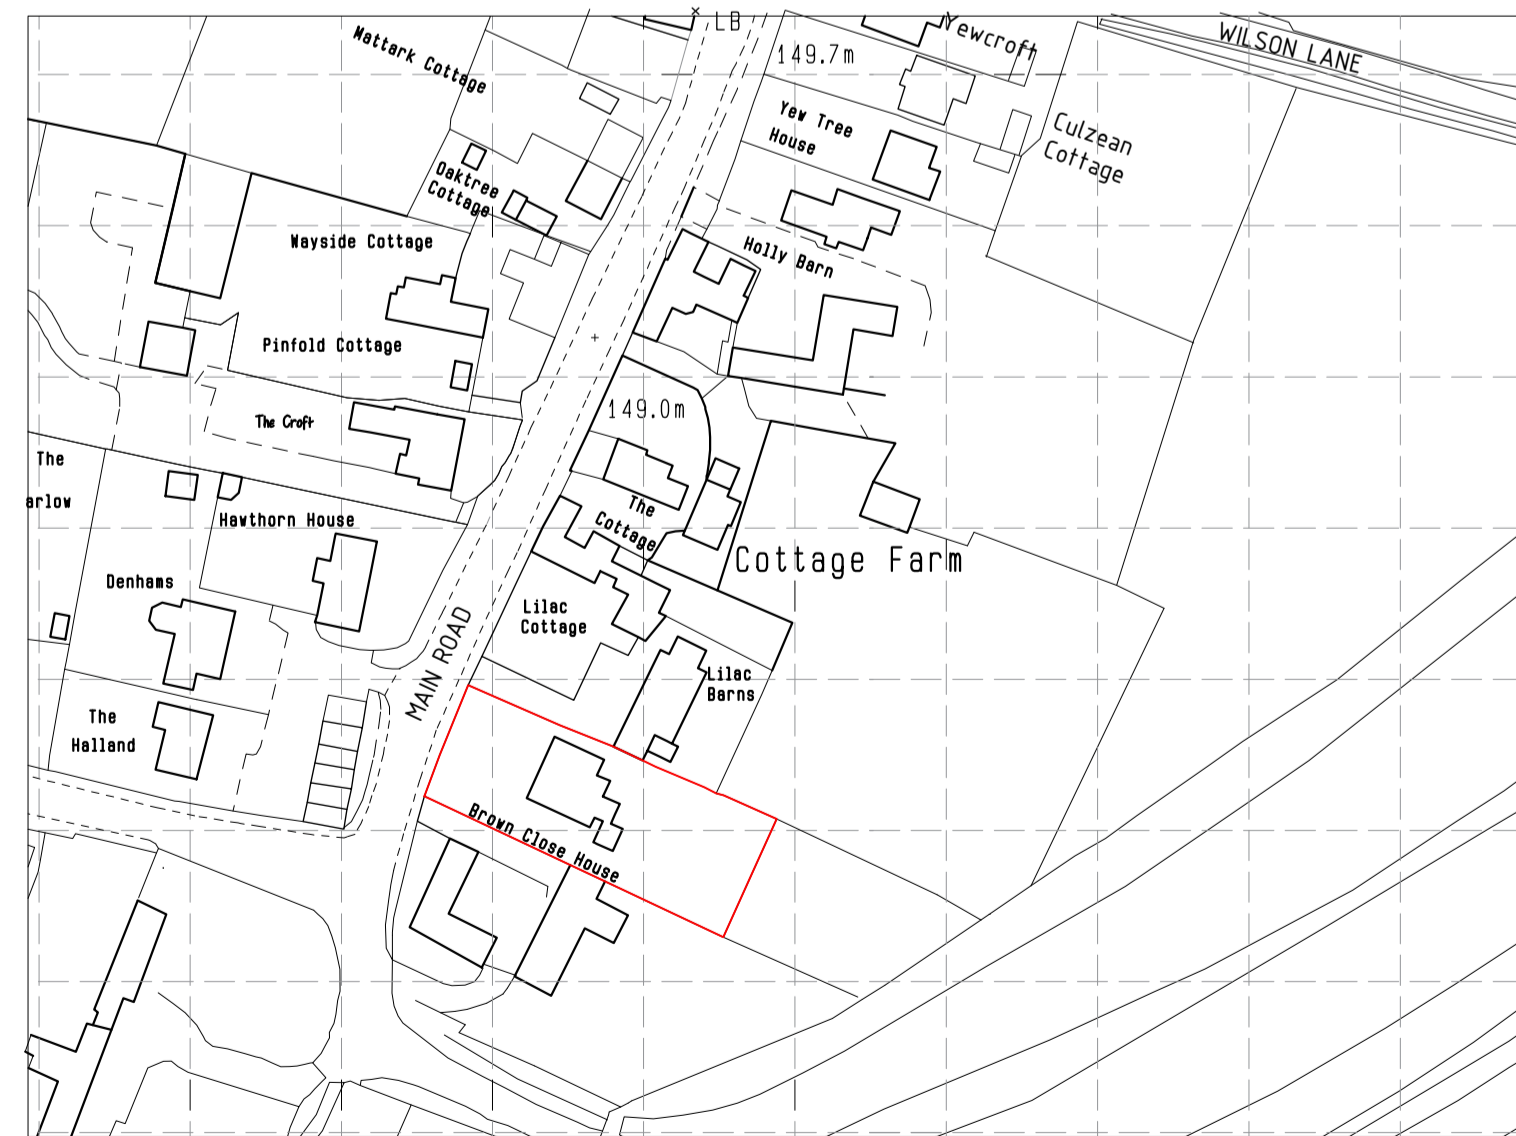 LB
Mattark Cottage
149.7m
Yewcroft
WILSON LANE
Yew Tree
House
Culzean
Cottage
Oaktree
Cottage
Wayside Cottage
Holly Barn
Pinfold Cottage
149.0m
The Croft
The
arlow
Hawthorn House
The
Cottage
Cottage Farm
Denhams
Lilac
Cottage
MAIN ROAD
Lilac
Barns
The
Halland
Brown Close House